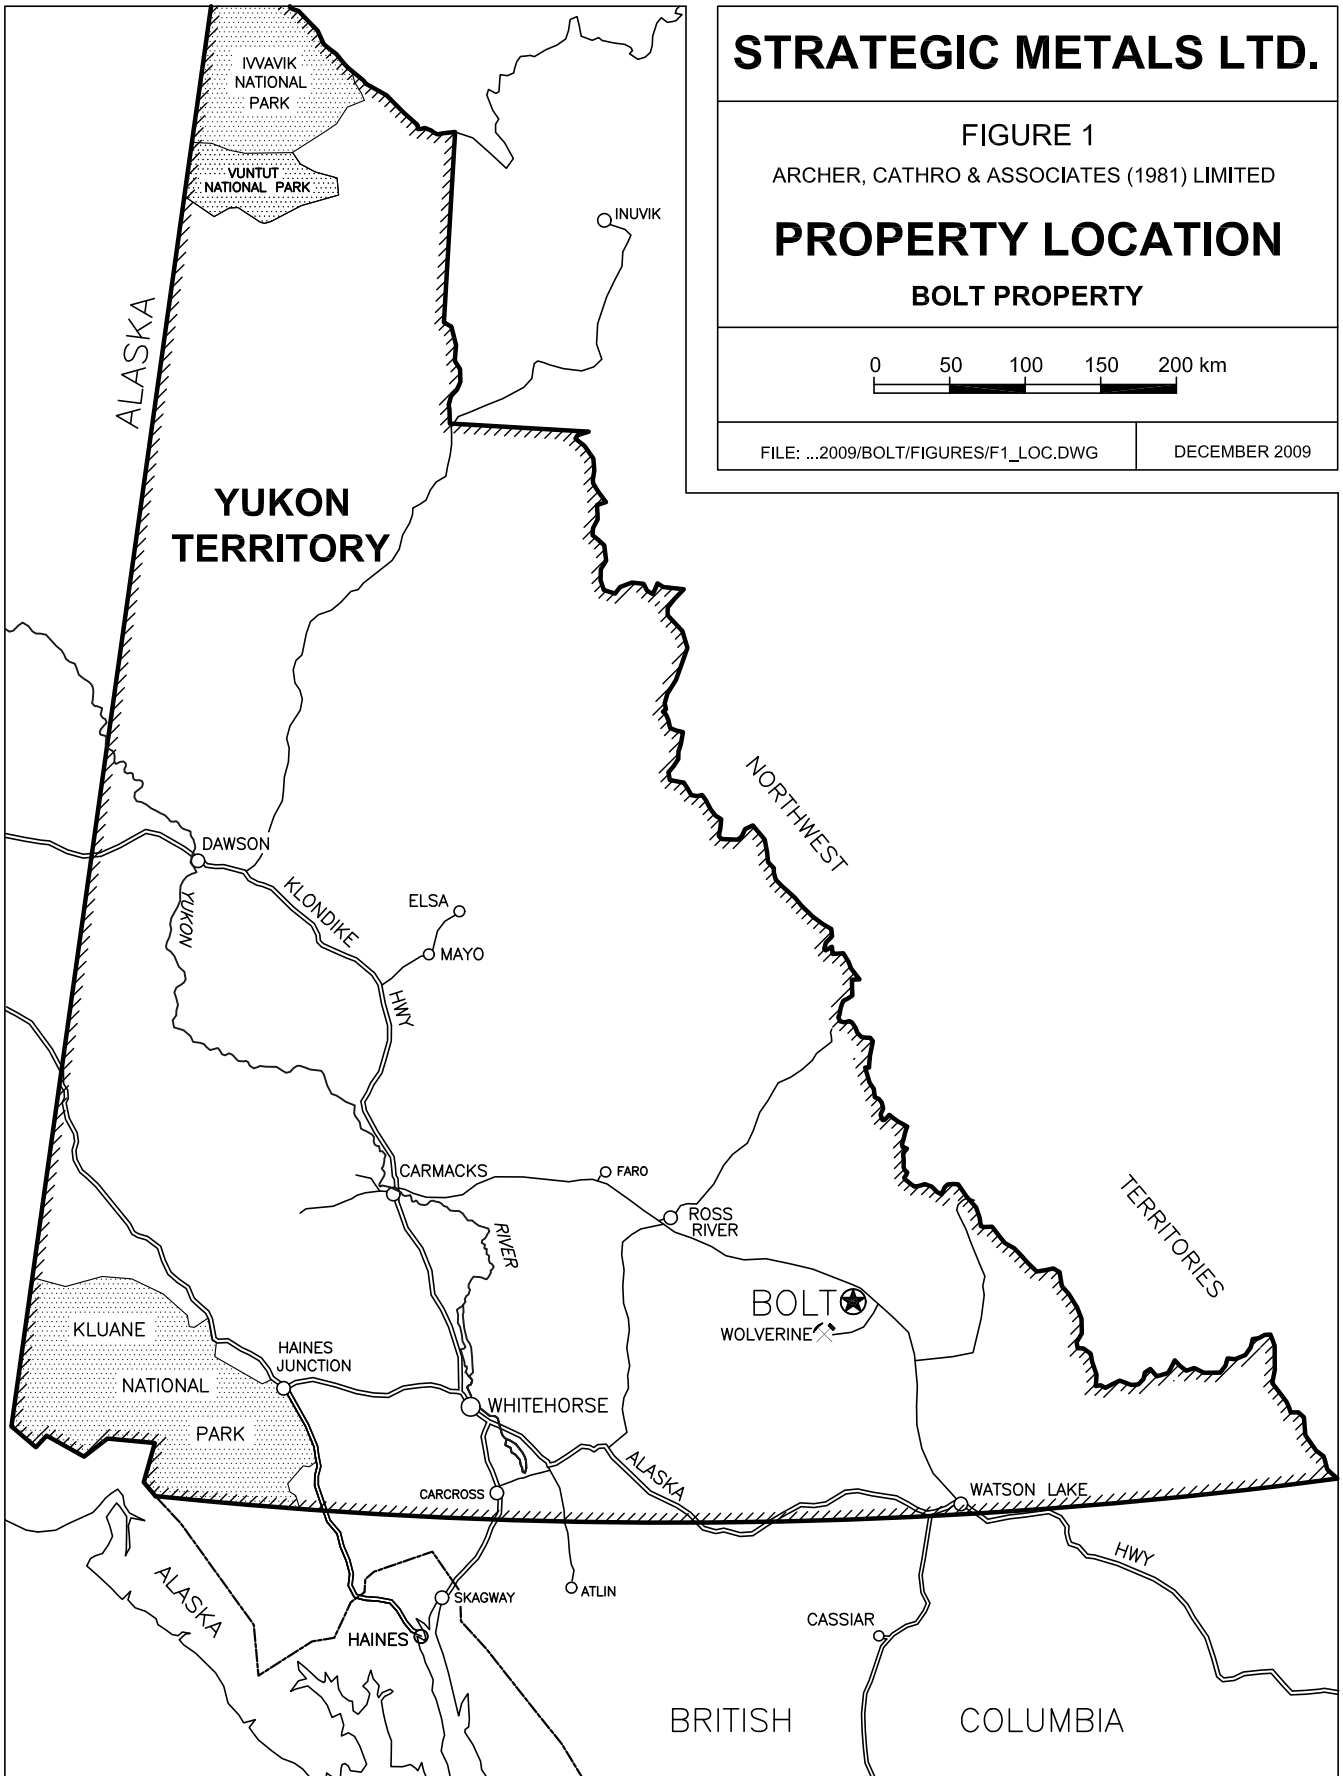 STRATEGIC METALS LTD.
FIGURE 1
ARCHER, CATHRO & ASSOCIATES (1981) LIMITED
PROPERTY LOCATION
BOLT PROPERTY
0 50 100 150 200 km
FILE: ...2009/BOLT/FIGURES/F1_LOC.DWG
DECEMBER 2009
IVVAVIK
NATIONAL
PARK
VUNTUT
NATIONAL PARK
INUVIK
ALASKA
YUKON
TERRITORY
NORTHWEST
TERRITORIES
DAWSON
YUKON
KLONDIKE
HWY
ELSA
MAYO
CARMACKS
FARO
ROSS
RIVER
RIVER
BOLT
WOLVERINE
KLUANE
NATIONAL
PARK
HAINES
JUNCTION
WHITEHORSE
CARCROSS
ALASKA
WATSON LAKE
HWY
ALASKA
SKAGWAY
ATLIN
HAINES
CASSIAR
BRITISH
COLUMBIA